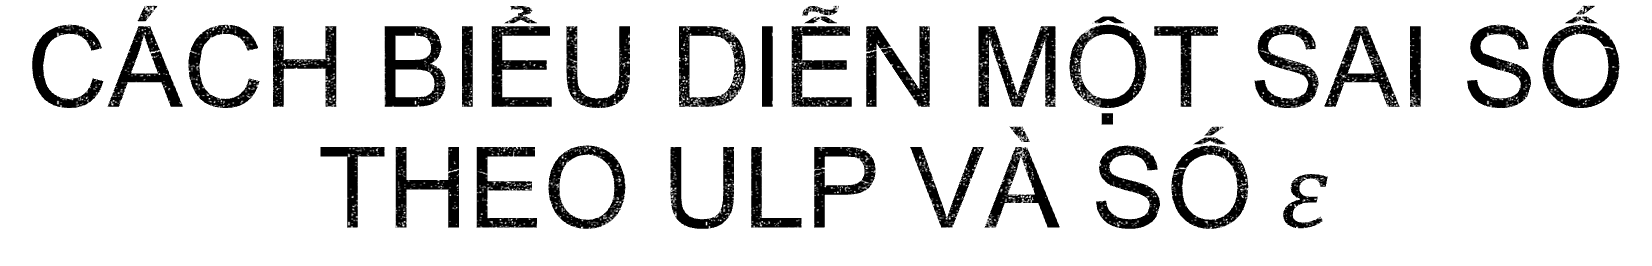 CÁCH BIỂU DIỄN MỘT SAI SỐ
THEO ULP VÀ SỐ ε